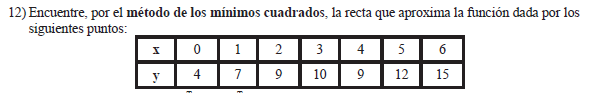 12) Encuentre, por el método de los mínimos cuadrados, la recta que aproxima la función dada por los
siguientes puntos:
x 0 1 2 3 4 5 6
y 4 7 9 10 9 12 15